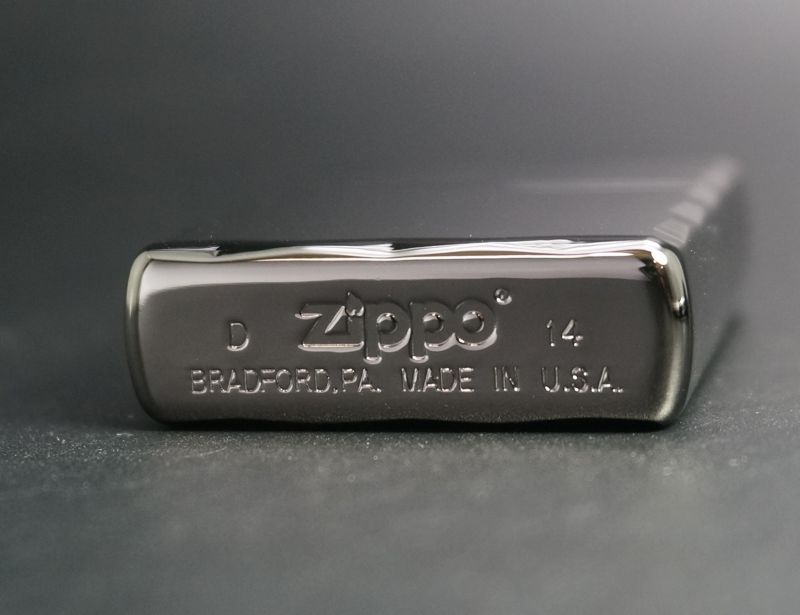 D zippo® 14
BRADFORD,PA. MADE IN U.S.A.